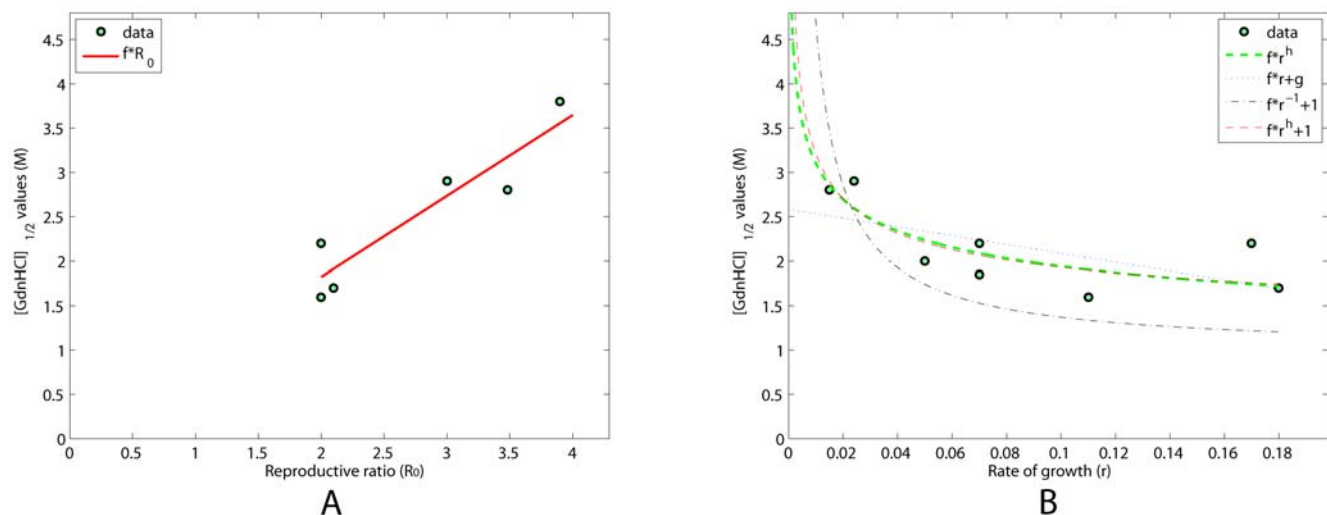 data
f*R 0
4.5
4
3.5
3
2.5
2
1.5
1
0.5
0
[GdnHCl] 1/2 values (M)
0 0.5 1 1.5 2 2.5 3 3.5 4
Reproductive ratio (R0)
A
data
f*r h
f*r+g
f*r -1 +1
f*r h +1
4.5
4
3.5
3
2.5
2
1.5
1
0.5
0
[GdnHCl] 1/2 values (M)
0 0.02 0.04 0.06 0.08 0.1 0.12 0.14 0.16 0.18
Rate of growth (r)
B